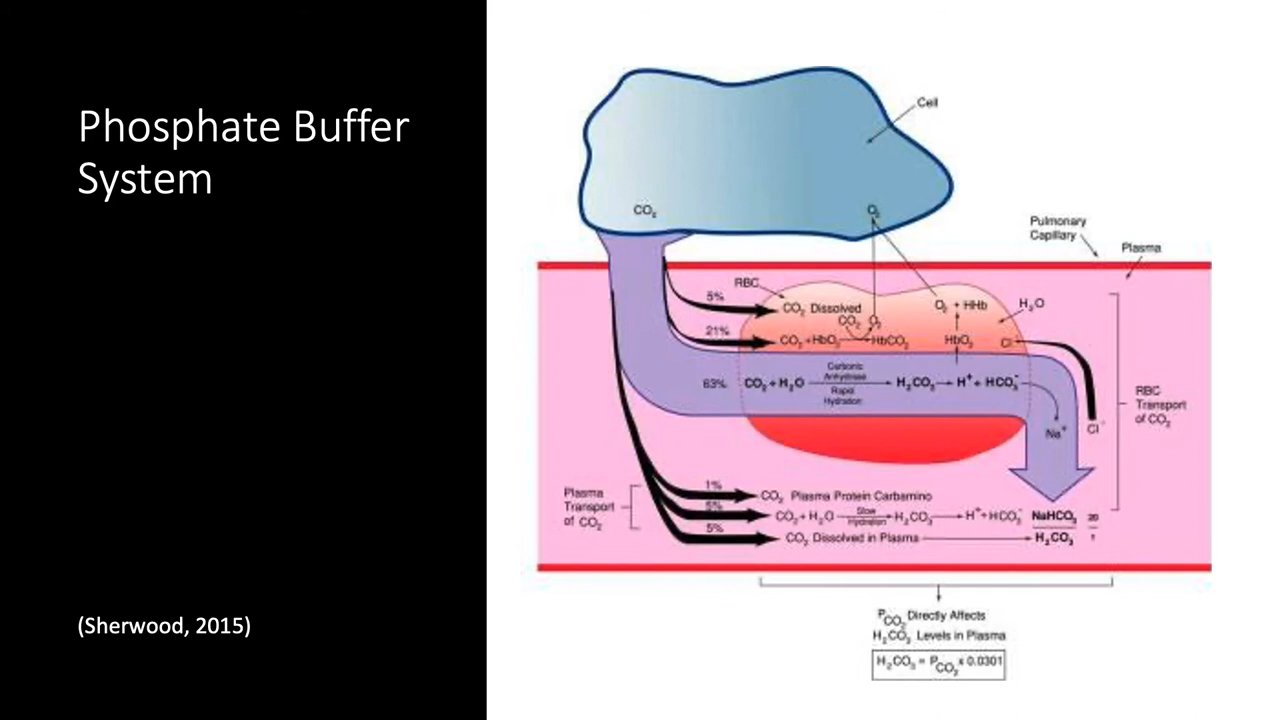 Phosphate Buffer
System
(Sherwood, 2015)
Cell
CO₂
O₂
Pulmonary
Capillary
Plasma
RBC
5%
CO₂ Dissolved
CO₂ O₂
O₂ + HHb
H₂O
21%
CO₂ + HbO₂ HbCO₂
HbO₂
Cl⁻
63%
CO₂ + H₂O
Carbonic
Anhydrase
Rapid
Hydration
H₂CO₃ H⁺ + HCO₃⁻
Na⁺
Cl⁻
RBC
Transport
of CO₂
Plasma
Transport
of CO₂
1%
CO₂ Plasma Protein Carbamino
5%
CO₂ + H₂O
Slow
Hydration
H₂CO₃ H⁺ + HCO₃⁻
NaHCO₃ 20
H₂CO₃ 1
5%
CO₂ Dissolved in Plasma
PCO₂ Directly Affects
H₂CO₃ Levels in Plasma
H₂CO₃ = PCO₂ x 0.0301